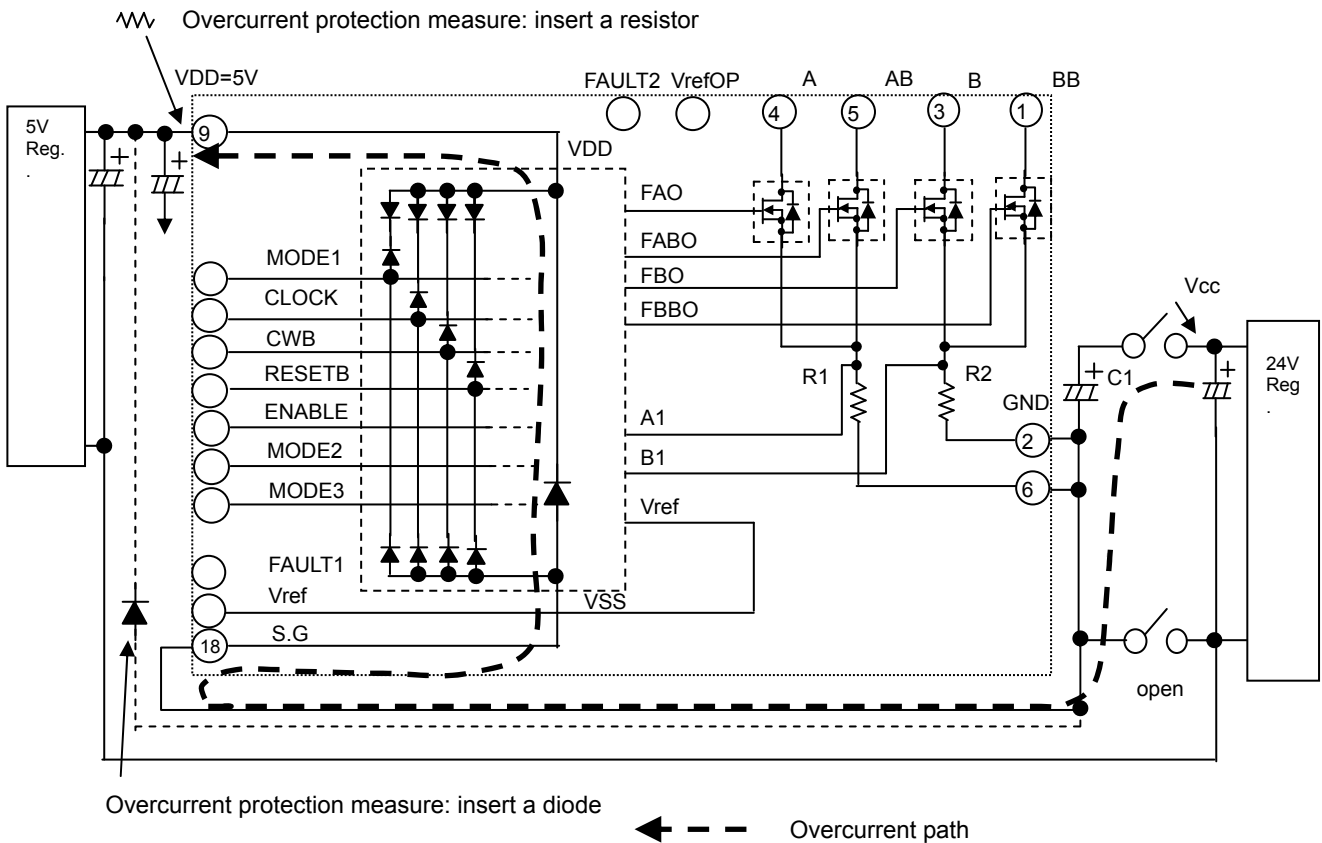 Overcurrent protection measure: insert a resistor
VDD=5V
FAULT2 VrefOP A AB B BB
5V
Reg.
.
9
4
5
3
1
VDD
FAO
FABO
FBO
FBBO
MODE1
CLOCK
CWB
RESETB
ENABLE
MODE2
MODE3
FAULT1
Vref
S.G
18
VSS
R1
R2
A1
B1
Vref
GND
2
6
C1
Vcc
24V
Reg
.
open
Overcurrent protection measure: insert a diode
Overcurrent path